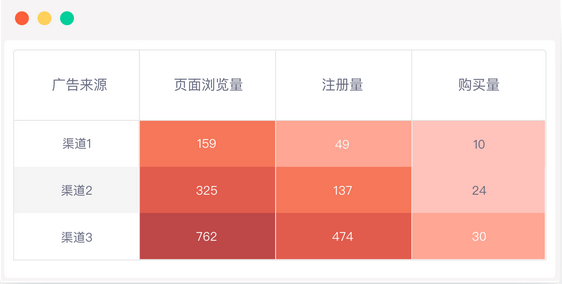 广告来源 页面浏览量 注册量 购买量
渠道1 159 49 10
渠道2 325 137 24
渠道3 762 474 30